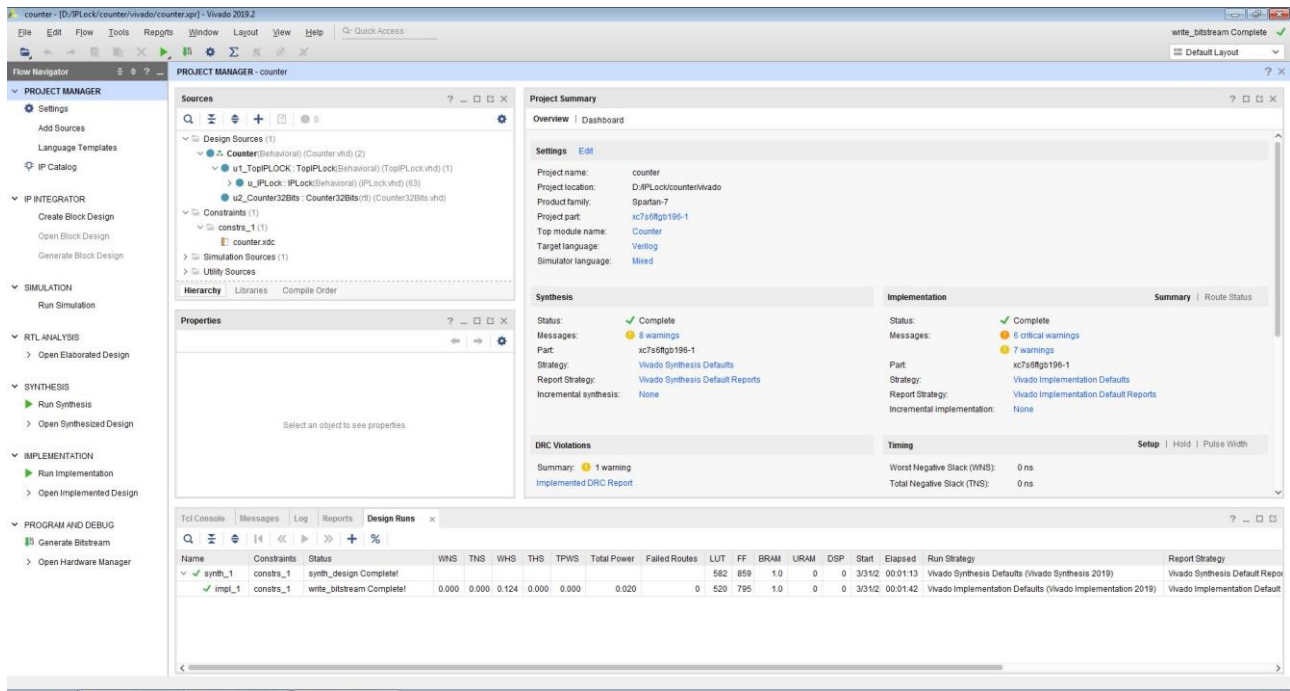 counter - [D:/IPLock/counter/vivado/counter.xpr] - Vivado 2019.2
File Edit Flow Tools Reports Window Layout View Help Quick Access
write_bitstream Complete
Default Layout
Flow Navigator
PROJECT MANAGER
Settings
Add Sources
Language Templates
IP Catalog
IP INTEGRATOR
Create Block Design
Open Block Design
Generate Block Design
SIMULATION
Run Simulation
RTL ANALYSIS
Open Elaborated Design
SYNTHESIS
Run Synthesis
Open Synthesized Design
IMPLEMENTATION
Run Implementation
Open Implemented Design
PROGRAM AND DEBUG
Generate Bitstream
Open Hardware Manager
PROJECT MANAGER - counter
Sources
0
Design Sources (1)
Counter(Behavioral) (Counter.vhd) (2)
u1_TopIPLOCK : TopIPLock(Behavioral) (TopIPLock.vhd) (1)
u_IPLock : IPLock(Behavioral) (IPLock.vhd) (63)
u2_Counter32Bits : Counter32Bits(rtl) (Counter32Bits.vhd)
Constraints (1)
constrs_1 (1)
counter.xdc
Simulation Sources (1)
Utility Sources
Hierarchy Libraries Compile Order
Properties
Select an object to see properties
Project Summary
Overview | Dashboard
Settings Edit
Project name: counter
Project location: D:/IPLock/counter/vivado
Product family: Spartan-7
Project part: xc7s6ftgb196-1
Top module name: Counter
Target language: Verilog
Simulator language: Mixed
Synthesis
Status: Complete
Messages: 8 warnings
Part: xc7s6ftgb196-1
Strategy: Vivado Synthesis Defaults
Report Strategy: Vivado Synthesis Default Reports
Incremental synthesis: None
Implementation Summary | Route Status
Status: Complete
Messages: 6 critical warnings
7 warnings
Part: xc7s6ftgb196-1
Strategy: Vivado Implementation Defaults
Report Strategy: Vivado Implementation Default Reports
Incremental implementation: None
DRC Violations
Summary: 1 warning
Implemented DRC Report
Timing Setup | Hold | Pulse Width
Worst Negative Slack (WNS): 0 ns
Total Negative Slack (TNS): 0 ns
Tcl Console Messages Log Reports Design Runs
Name Constraints Status WNS TNS WHS THS TPWS Total Power Failed Routes LUT FF BRAM URAM DSP Start Elapsed Run Strategy Report Strategy
synth_1 constrs_1 synth_design Complete! 582 859 1.0 0 0 3/31/2 00:01:13 Vivado Synthesis Defaults (Vivado Synthesis 2019) Vivado Synthesis Default Repor
impl_1 constrs_1 write_bitstream Complete! 0.000 0.000 0.124 0.000 0.000 0.020 0 520 795 1.0 0 0 3/31/2 00:01:42 Vivado Implementation Defaults (Vivado Implementation 2019) Vivado Implementation Default